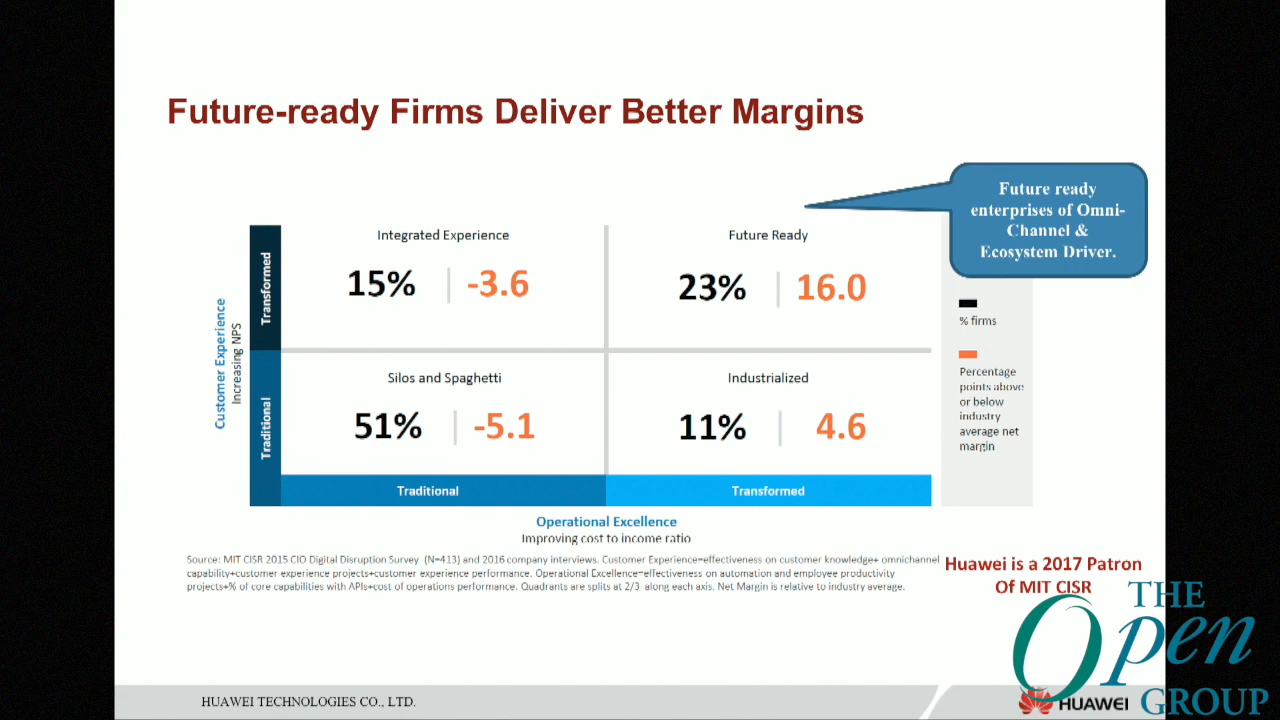 Future-ready Firms Deliver Better Margins
Future ready
enterprises of Omni-
Channel &
Ecosystem Driver.
Customer Experience
Increasing NPS
Transformed
Traditional
Integrated Experience
15% -3.6
Future Ready
23% 16.0
Silos and Spaghetti
51% -5.1
Industrialized
11% 4.6
% firms
Percentage
points above
or below
industry
average net
margin
Traditional
Transformed
Operational Excellence
Improving cost to income ratio
Source: MIT CISR 2015 CIO Digital Disruption Survey (N=413) and 2016 company interviews. Customer Experience=effectiveness on customer knowledge+ omnichannel
capability+customer experience projects+customer experience performance. Operational Excellence=effectiveness on automation and employee productivity
projects+% of core capabilities with APIs+cost of operations performance. Quadrants are splits at 2/3 along each axis. Net Margin is relative to industry average.
Huawei is a 2017 Patron
Of MIT CISR
HUAWEI TECHNOLOGIES CO., LTD.
HUAWEI
THE
Open
GROUP